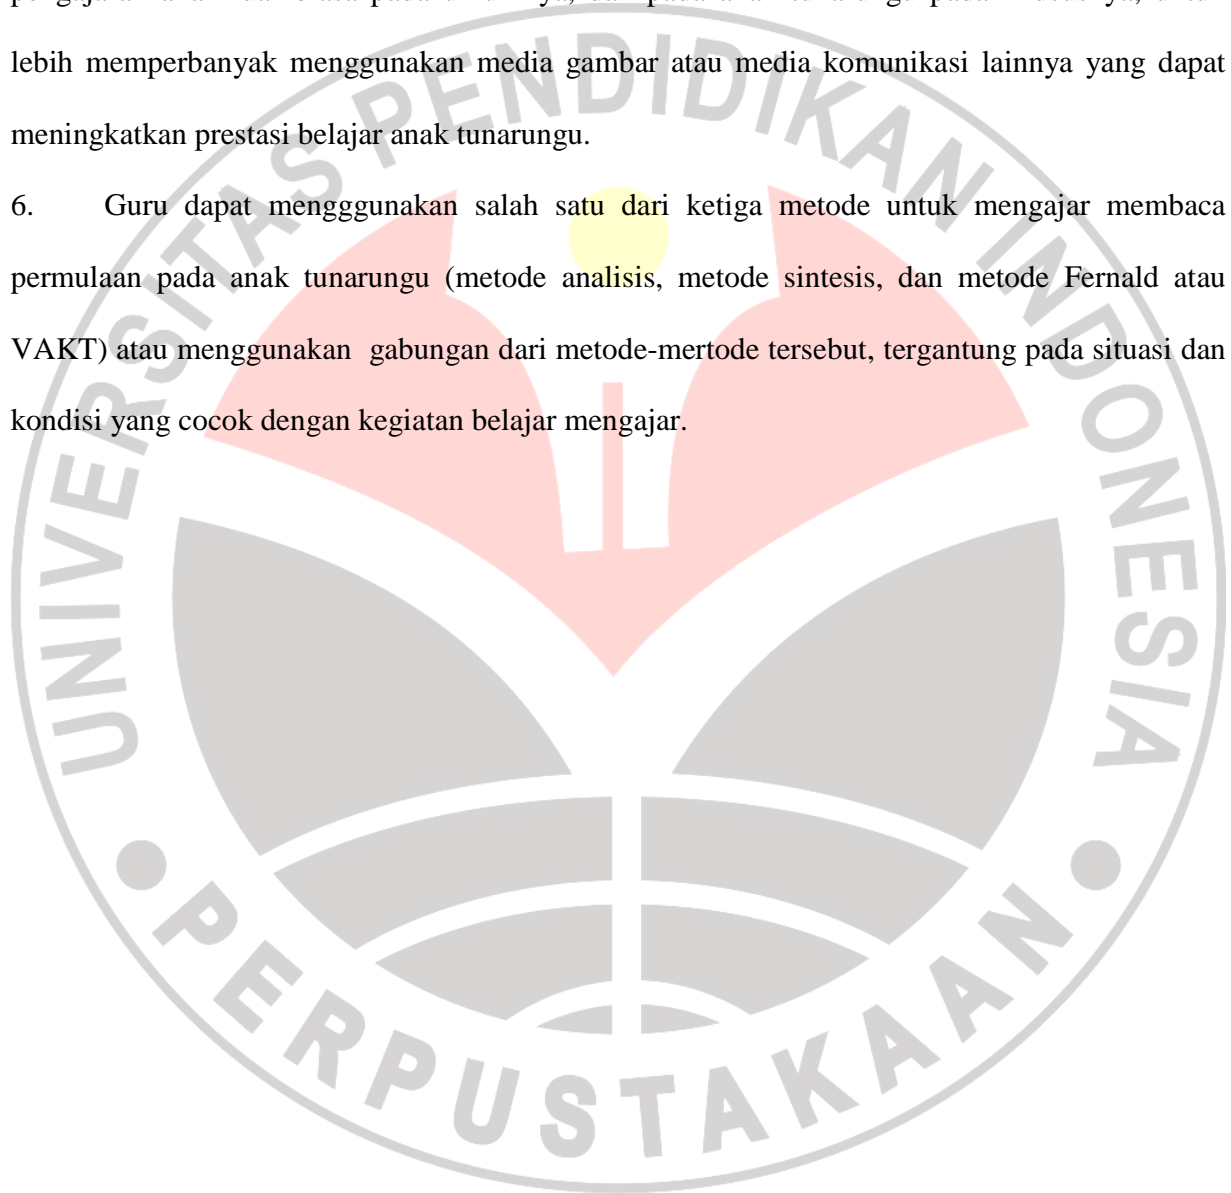 lebih memperbanyak menggunakan media gambar atau media komunikasi lainnya yang dapat
meningkatkan prestasi belajar anak tunarungu.
6. Guru dapat mengggunakan salah satu dari ketiga metode untuk mengajar membaca
permulaan pada anak tunarungu (metode analisis, metode sintesis, dan metode Fernald atau
VAKT) atau menggunakan gabungan dari metode-mertode tersebut, tergantung pada situasi dan
kondisi yang cocok dengan kegiatan belajar mengajar.
UNIVERSITAS PENDIDIKAN INDONESIA
PERPUSTAKAAN